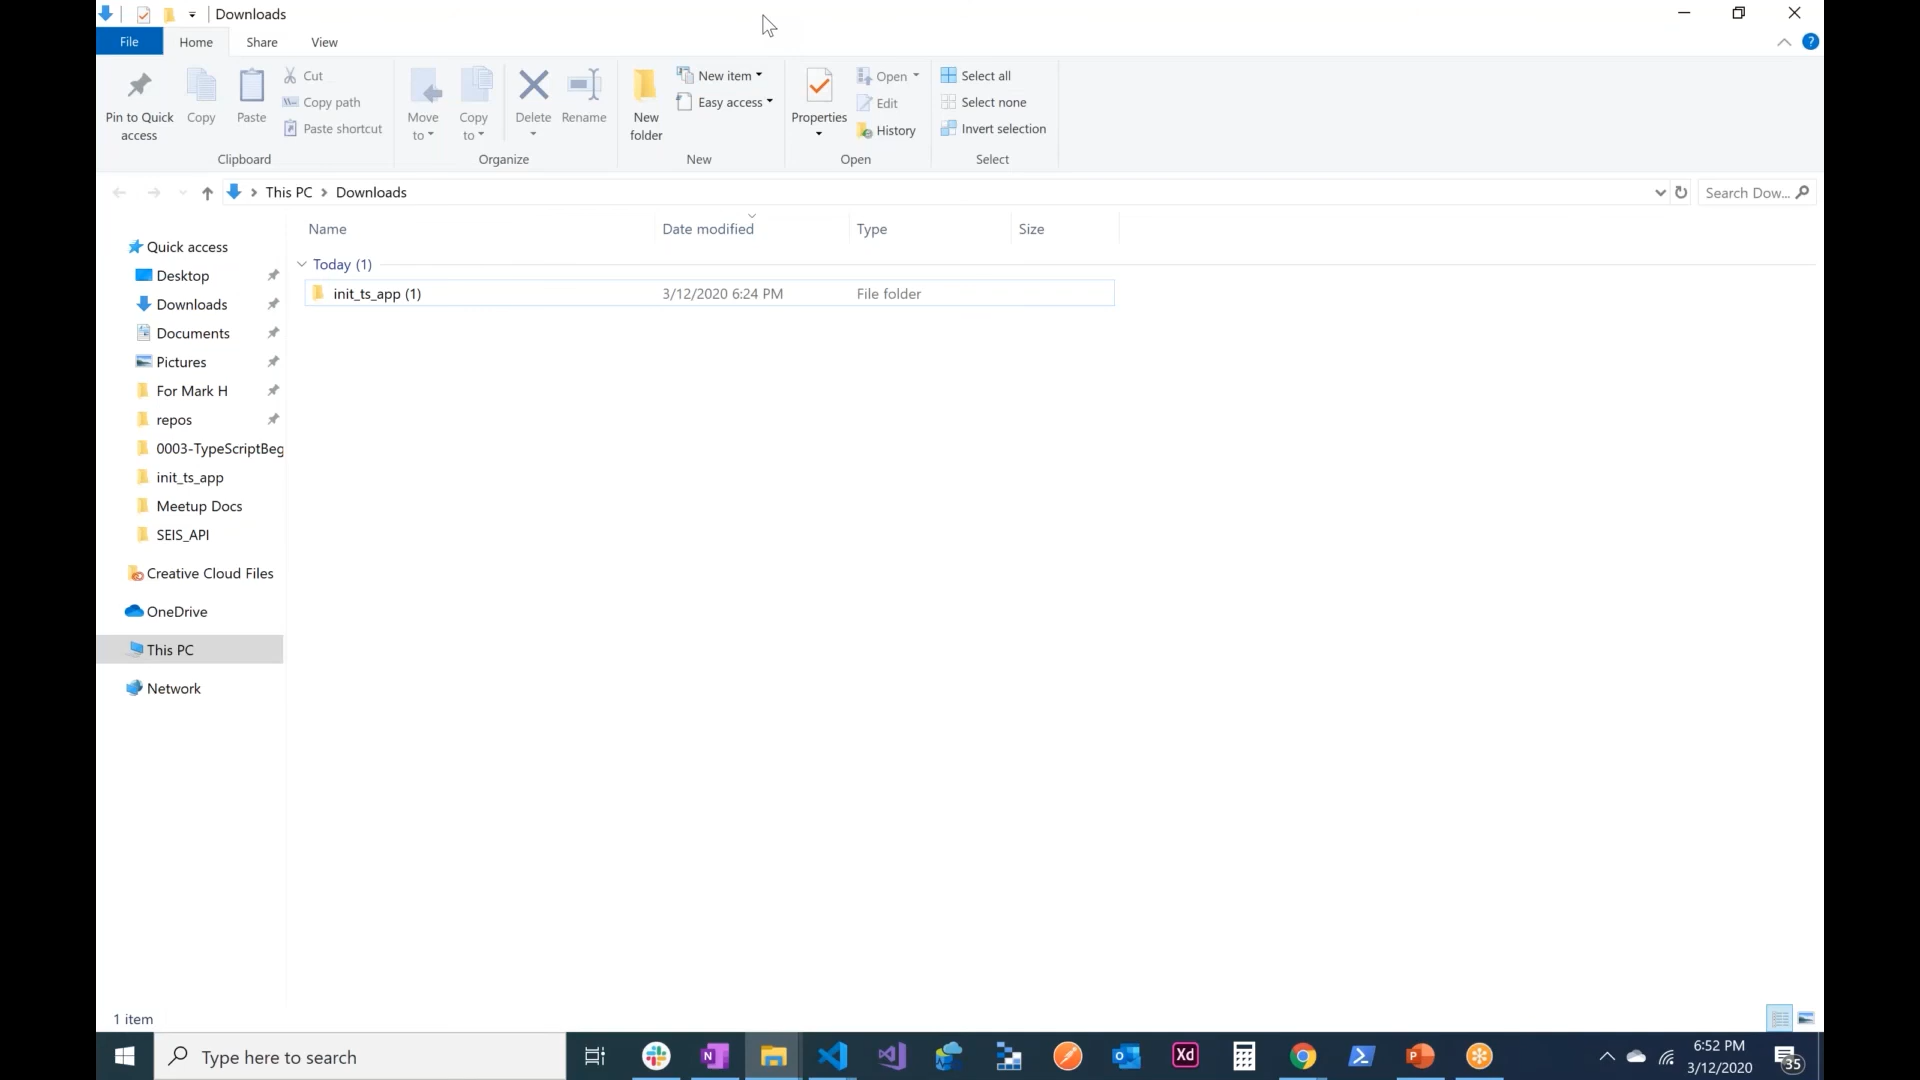 Downloads
File Home Share View
Pin to Quick access
Copy
Paste
Cut
Copy path
Paste shortcut
Clipboard
Move to
Copy to
Delete
Rename
Organize
New folder
New item
Easy access
New
Properties
Open
Edit
History
Open
Select all
Select none
Invert selection
Select
This PC > Downloads
Search Dow...
Name Date modified Type Size
Today (1)
init_ts_app (1) 3/12/2020 6:24 PM File folder
Quick access
Desktop
Downloads
Documents
Pictures
For Mark H
repos
0003-TypeScriptBeg
init_ts_app
Meetup Docs
SEIS_API
Creative Cloud Files
OneDrive
This PC
Network
1 item
Type here to search
N
Xd
P
6:52 PM
3/12/2020
35